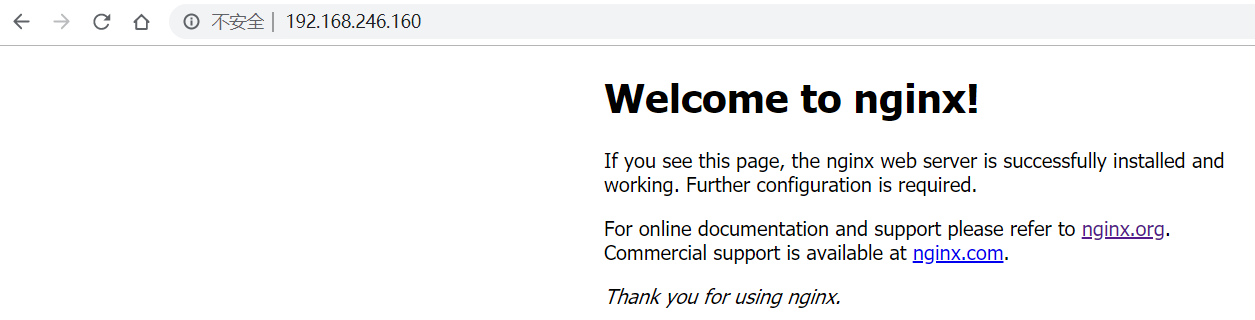 不安全 | 192.168.246.160
Welcome to nginx!
If you see this page, the nginx web server is successfully installed and
working. Further configuration is required.
For online documentation and support please refer to nginx.org.
Commercial support is available at nginx.com.
Thank you for using nginx.